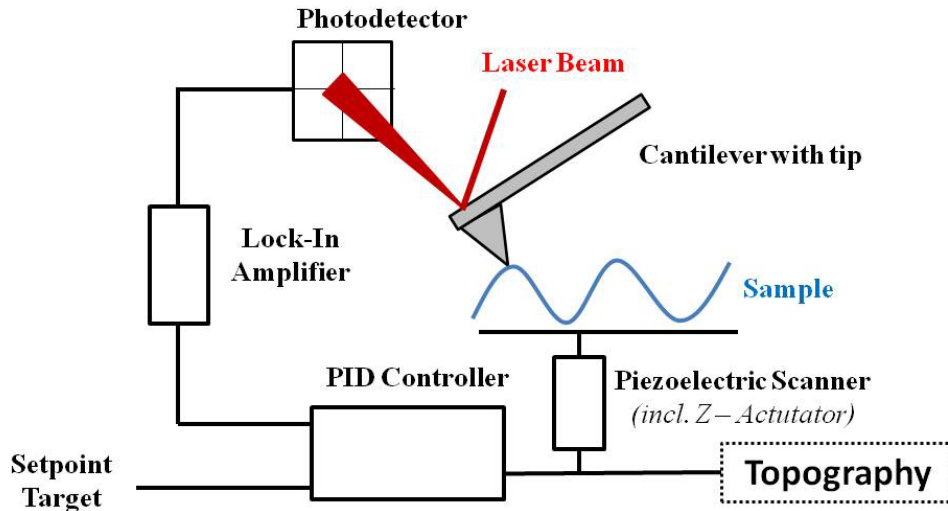 Photodetector
Laser Beam
Cantilever with tip
Lock-In
Amplifier
Sample
PID Controller
Piezoelectric Scanner
(incl. Z – Actutator)
Setpoint
Target
Topography